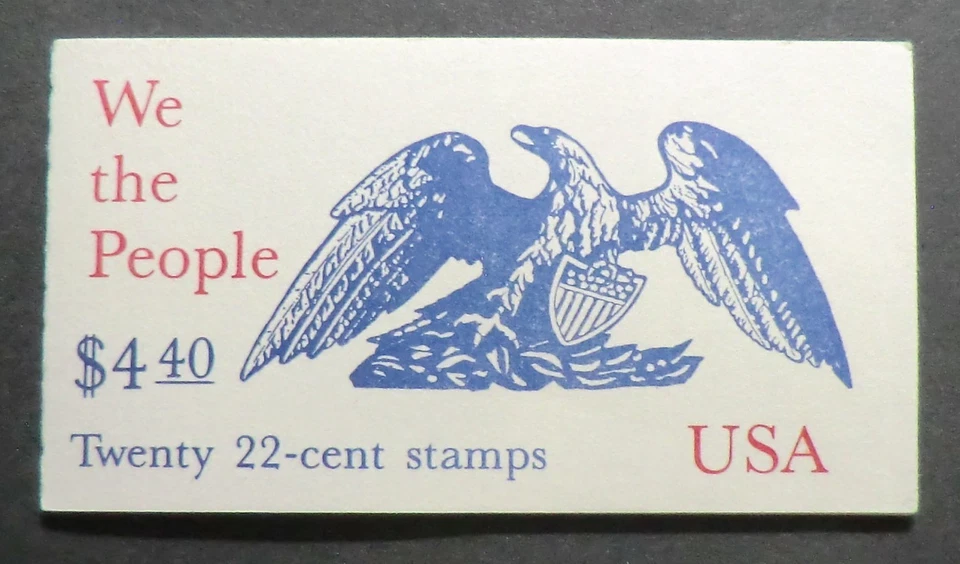 We
the
People
$4 40
Twenty 22-cent stamps
USA